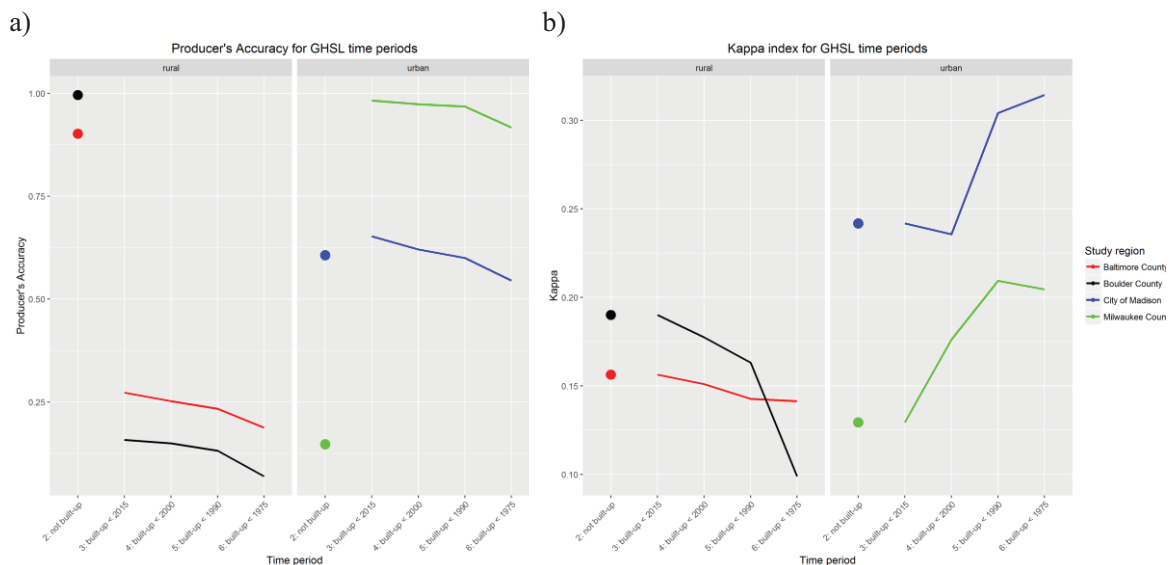 a)
Producer's Accuracy for GHSL time periods
rural
urban
1.00
0.75
0.50
0.25
Producer's Accuracy
2: not built-up
3: built-up < 2015
4: built-up < 2000
5: built-up < 1990
6: built-up < 1975
2: not built-up
3: built-up < 2015
4: built-up < 2000
5: built-up < 1990
6: built-up < 1975
Time period
b)
Kappa index for GHSL time periods
rural
urban
0.30
0.25
0.20
0.15
0.10
Kappa
2: not built-up
3: built-up < 2015
4: built-up < 2000
5: built-up < 1990
6: built-up < 1975
2: not built-up
3: built-up < 2015
4: built-up < 2000
5: built-up < 1990
6: built-up < 1975
Time period
Study region
Baltimore County
Boulder County
City of Madison
Milwaukee Coun